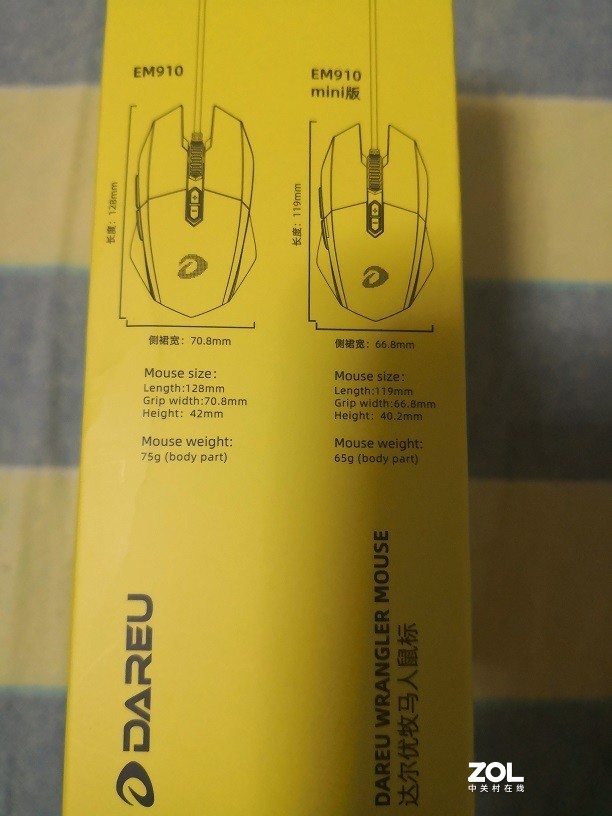 EM910
长度：128mm
侧裙宽：70.8mm
Mouse size：
Length:128mm
Grip width:70.8mm
Height：42mm
Mouse weight:
75g (body part)
EM910
mini版
长度：119mm
侧裙宽：66.8mm
Mouse size：
Length:119mm
Grip width:66.8mm
Height：40.2mm
Mouse weight:
65g (body part)
DAREU
DAREU WRANGLER MOUSE
达尔优牧马人鼠标
ZOL
中关村在线